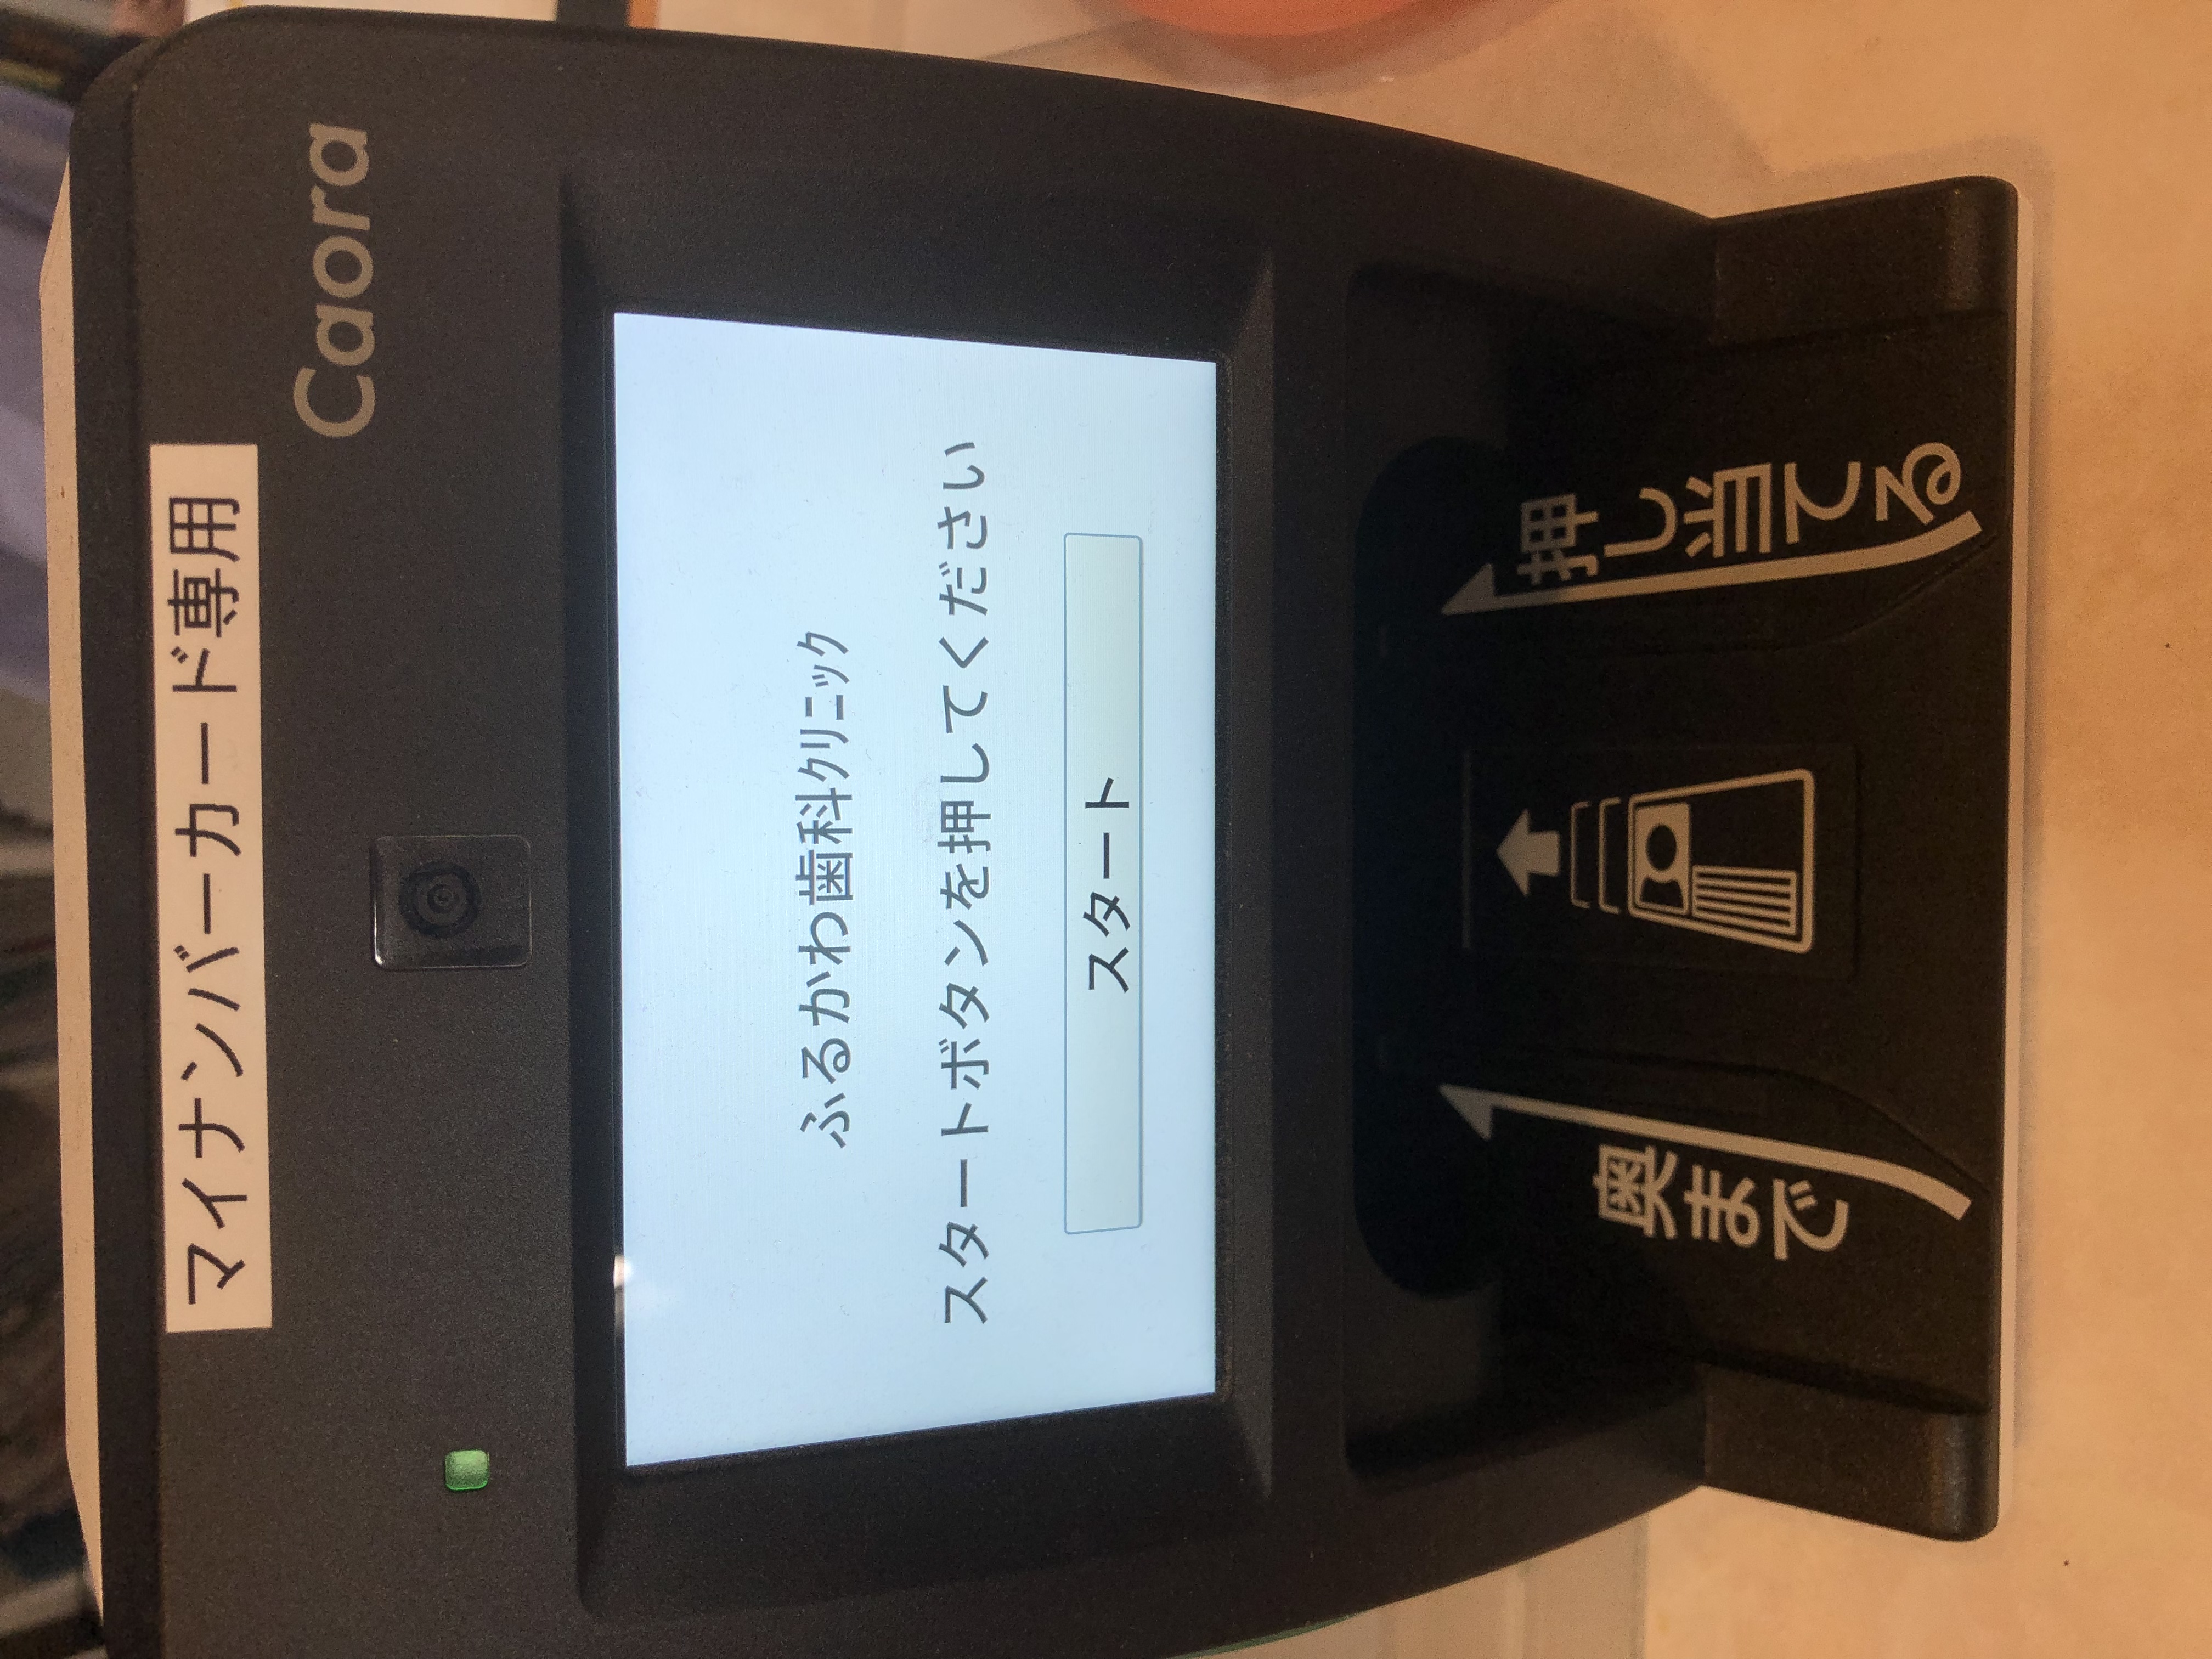 マイナンバーカード専用
Caora
ふるかわ歯科ｸﾘﾆｯｸ
スタートボタンを押してください
スタート
奥まで
押し当てる